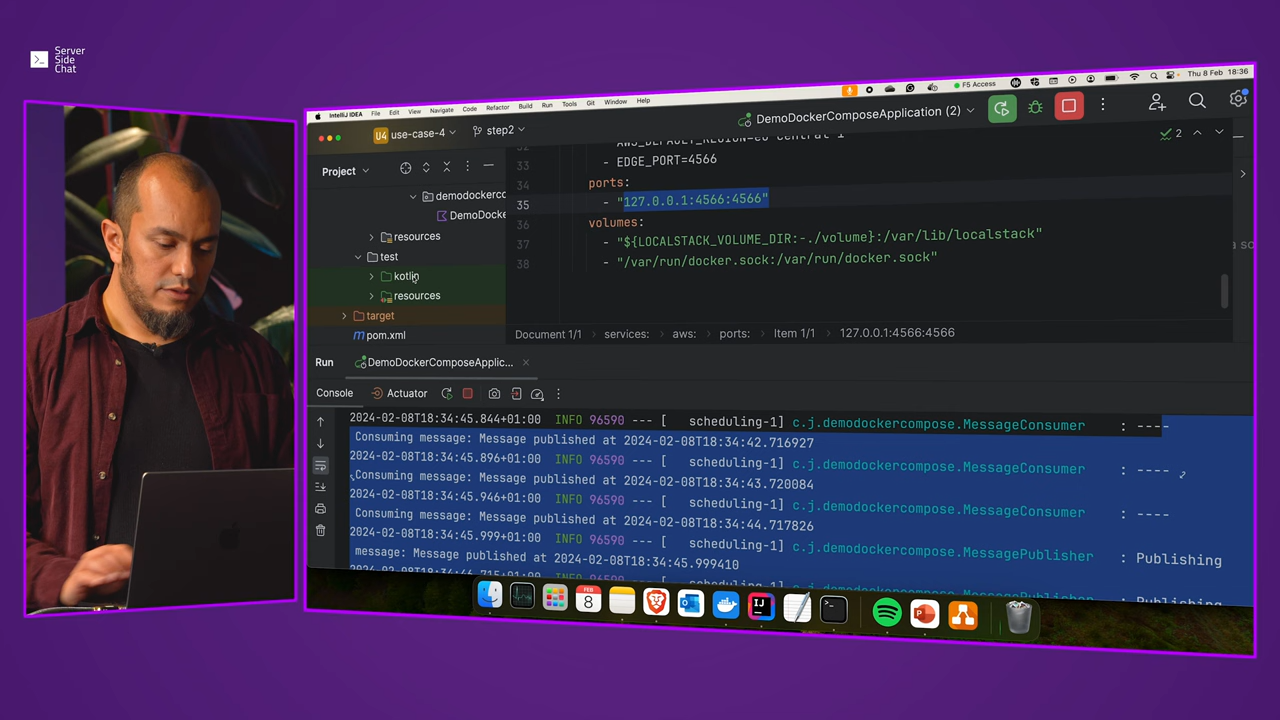 Server
Side
Chat
IntelliJ IDEA File Edit View Navigate Code Refactor Build Run Tools Git Window Help
F5 Access
Thu 8 Feb 18:36
U4 use-case-4
step2
DemoDockerComposeApplication (2)
Project
demockerco
DemoDocke
resources
test
kotlin
resources
target
pom.xml
2
33 - EDGE_PORT=4566
34 ports:
35 - "127.0.0.1:4566:4566"
36 volumes:
37 - "${LOCALSTACK_VOLUME_DIR:-./volume}:/var/lib/localstack"
38 - "/var/run/docker.sock:/var/run/docker.sock"
Document 1/1 > services: > aws: > ports: > Item 1/1 > 127.0.0.1:4566:4566
Run DemoDockerComposeApplic...
Console Actuator
2024-02-08T18:34:45.844+01:00 INFO 96590 --- [ scheduling-1] c.j.demodockercompose.MessageConsumer : ----
Consuming message: Message published at 2024-02-08T18:34:42.716927
2024-02-08T18:34:45.896+01:00 INFO 96590 --- [ scheduling-1] c.j.demodockercompose.MessageConsumer : ----
Consuming message: Message published at 2024-02-08T18:34:43.720084
2024-02-08T18:34:45.946+01:00 INFO 96590 --- [ scheduling-1] c.j.demodockercompose.MessageConsumer : ----
Consuming message: Message published at 2024-02-08T18:34:44.717826
2024-02-08T18:34:45.999+01:00 INFO 96590 --- [ scheduling-1] c.j.demodockercompose.MessagePublisher : Publishing
message: Message published at 2024-02-08T18:34:45.999410
FEB
8